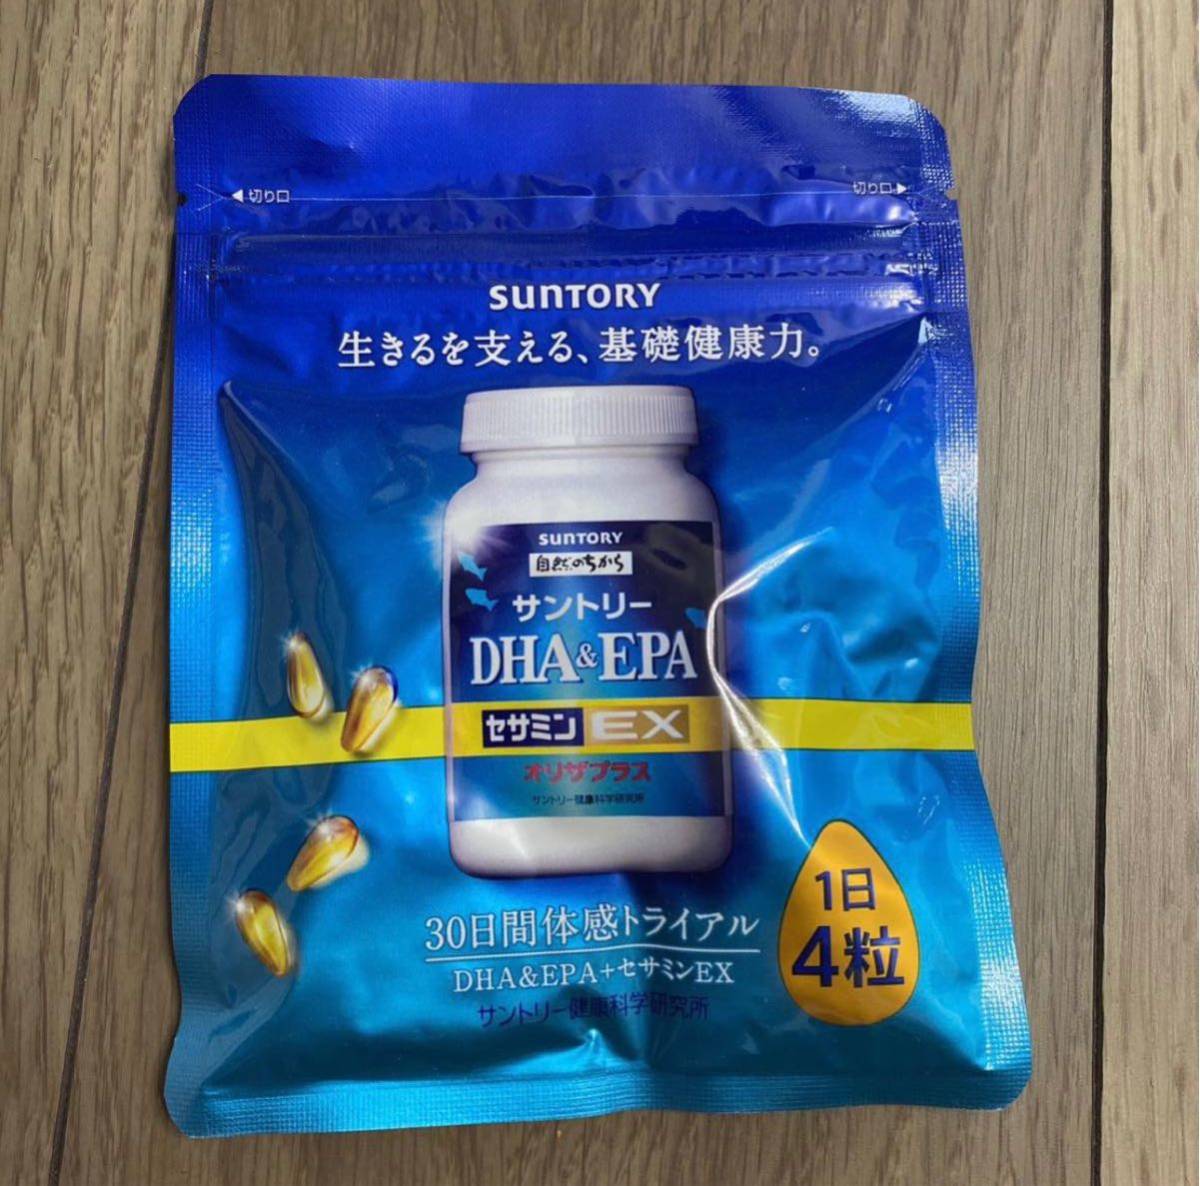 ◀切り口
切り口▶
SUNTORY
生きるを支える、基礎健康力。
SUNTORY
自然のちから
サントリー
DHA&EPA
セサミンEX
オリザプラス
サントリー健康科学研究所
1日
4粒
30日間体感トライアル
DHA&EPA+セサミンEX
サントリー健康科学研究所